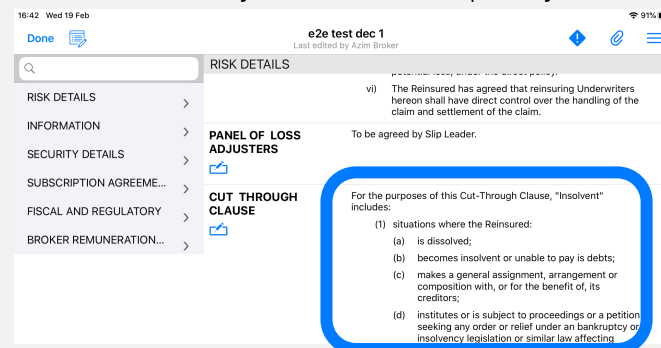 16:42 Wed 19 Feb
91%
Done
e2e test dec 1
Last edited by Azim Broker
RISK DETAILS
RISK DETAILS
INFORMATION
SECURITY DETAILS
SUBSCRIPTION AGREEME...
FISCAL AND REGULATORY
BROKER REMUNERATION...
vi) The Reinsured has agreed that reinsuring Underwriters
hereon shall have direct control over the handling of the
claim and settlement of the claim.
PANEL OF LOSS
ADJUSTERS
To be agreed by Slip Leader.
CUT THROUGH
CLAUSE
For the purposes of this Cut-Through Clause, "Insolvent"
includes:
(1) situations where the Reinsured:
(a) is dissolved;
(b) becomes insolvent or unable to pay is debts;
(c) makes a general assignment, arrangement or
composition with, or for the benefit of, its
creditors;
(d) institutes or is subject to proceedings or a petition
seeking any order or relief under an bankruptcy or
insolvency legislation or similar law affecting